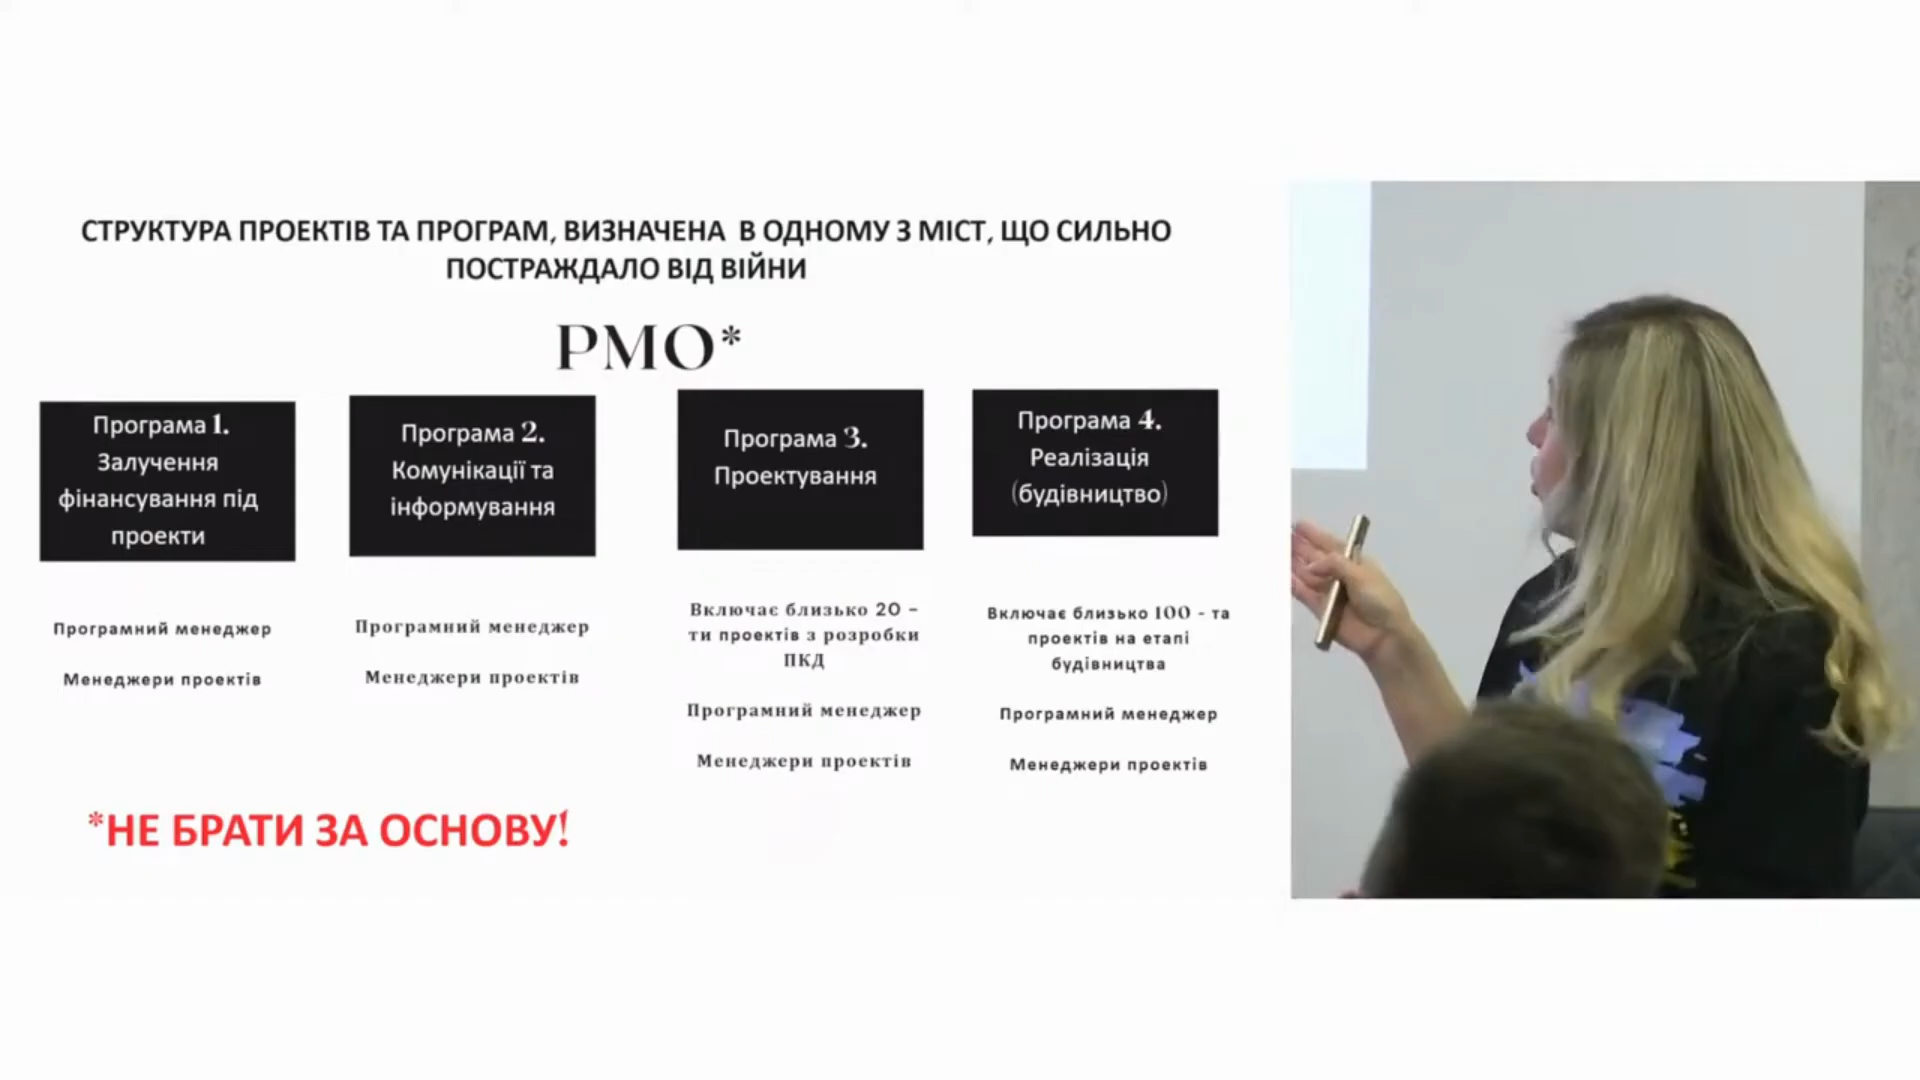 СТРУКТУРА ПРОЕКТІВ ТА ПРОГРАМ, ВИЗНАЧЕНА В ОДНОМУ З МІСТ, ЩО СИЛЬНО
ПОСТРАЖДАЛО ВІД ВІЙНИ
PMO*
Програма 1.
Залучення
фінансування під
проекти
Програмний менеджер
Менеджери проектів
Програма 2.
Комунікації та
інформування
Програмний менеджер
Менеджери проектів
Програма 3.
Проектування
Включає близько 20 –
ти проектів з розробки
ПКД
Програмний менеджер
Менеджери проектів
Програма 4.
Реалізація
(будівництво)
Включає близько 100 - та
проектів на етапі
будівництва
Програмний менеджер
Менеджери проектів
*НЕ БРАТИ ЗА ОСНОВУ!